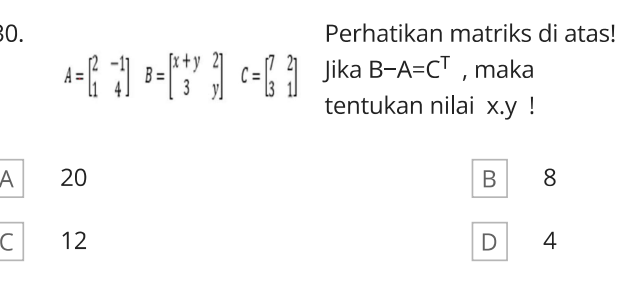 30.
A = [2 -1; 1 4] B = [x+y 2; 3 y] C = [7 2; 3 1]
Perhatikan matriks di atas!
Jika B-A=Cᵀ , maka
tentukan nilai x.y !
A 20
B 8
C 12
D 4